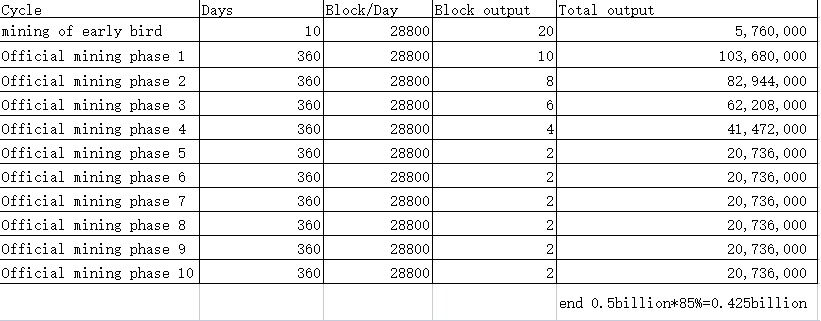 Cycle Days Block/Day Block output Total output
mining of early bird 10 28800 20 5,760,000
Official mining phase 1 360 28800 10 103,680,000
Official mining phase 2 360 28800 8 82,944,000
Official mining phase 3 360 28800 6 62,208,000
Official mining phase 4 360 28800 4 41,472,000
Official mining phase 5 360 28800 2 20,736,000
Official mining phase 6 360 28800 2 20,736,000
Official mining phase 7 360 28800 2 20,736,000
Official mining phase 8 360 28800 2 20,736,000
Official mining phase 9 360 28800 2 20,736,000
Official mining phase 10 360 28800 2 20,736,000
end 0.5billion*85%=0.425billion